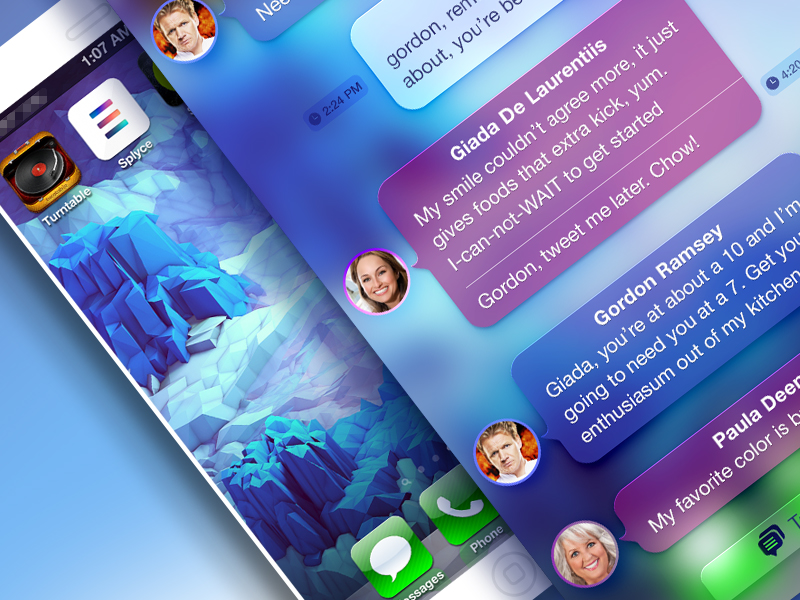 1:07 AM
Turntable
Splyce
Phone
gordon, rem
about, you're be
2:24 PM
Giada De Laurentiis
My smile couldn't agree more, it just
gives foods that extra kick, yum.
I-can-not-WAIT to get started
Gordon, tweet me later. Chow!
4:20
Gordon Ramsey
Giada, you're at about a 10 and I'm
going to need you at a 7. Get you
enthusiasum out of my kitchen
Paula Deen
My favorite color is b